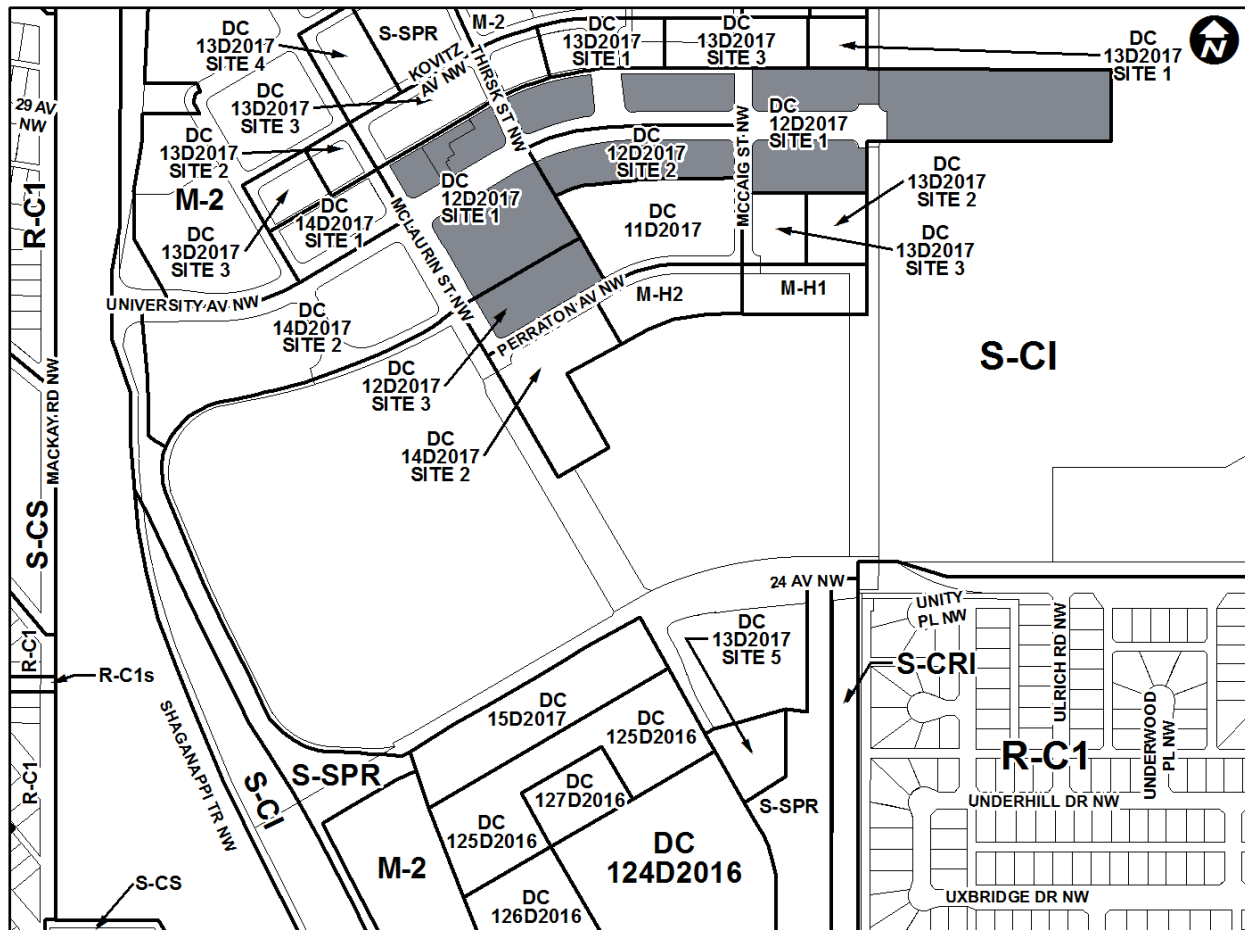 DC
13D2017
SITE 4
S-SPR
M-2
KOVITZ
AV NW
THIRSK ST NW
DC
13D2017
SITE 1
DC
13D2017
SITE 3
DC
13D2017
SITE 1
N
29 AV
NW
DC
13D2017
SITE 3
DC
13D2017
SITE 2
DC
12D2017
SITE 1
DC
12D2017
SITE 2
MCCAIG ST NW
DC
13D2017
SITE 2
R-C1
M-2
DC
13D2017
SITE 3
DC
14D2017
SITE 1
MCLAURIN ST NW
DC
12D2017
SITE 1
DC
11D2017
DC
13D2017
SITE 3
UNIVERSITY AV NW
PERRATON AV NW
M-H2
M-H1
DC
14D2017
SITE 2
DC
12D2017
SITE 3
DC
14D2017
SITE 2
S-CI
MACKAY RD NW
S-CS
24 AV NW
UNITY
PL NW
ULRICH RD NW
DC
13D2017
SITE 5
S-CRI
R-C1
R-C1s
SHAGANAPPI TR NW
DC
15D2017
DC
125D2016
UNDERWOOD
PL NW
R-C1
R-C1
S-CI
S-SPR
DC
127D2016
S-SPR
UNDERHILL DR NW
DC
125D2016
M-2
DC
124D2016
S-CS
DC
126D2016
UXBRIDGE DR NW